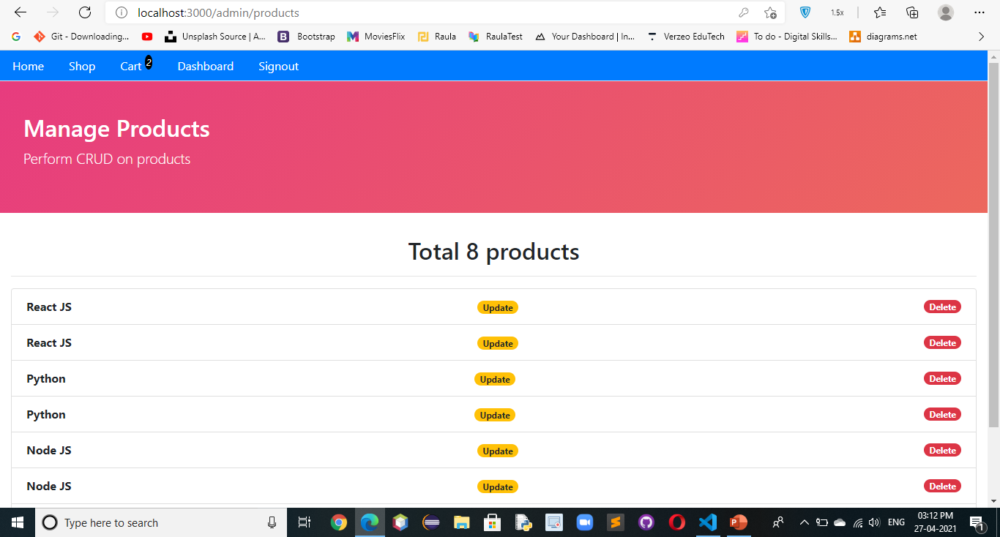 localhost:3000/admin/products
1.5x
Git - Downloading... Unsplash Source | A... Bootstrap MoviesFlix Raula RaulaTest Your Dashboard | In... Verzeo EduTech To do - Digital Skills... diagrams.net
Home Shop Cart 2 Dashboard Signout
Manage Products
Perform CRUD on products
Total 8 products
React JS Update Delete
React JS Update Delete
Python Update Delete
Python Update Delete
Node JS Update Delete
Node JS Update Delete
Type here to search
ENG
03:12 PM
27-04-2021
1